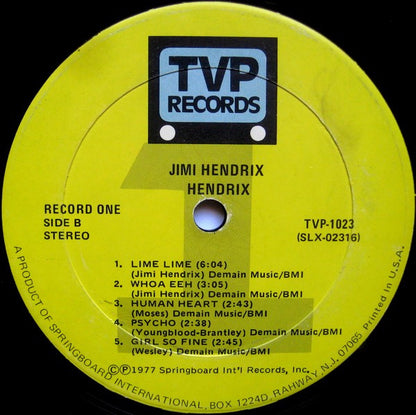 TVP
RECORDS
JIMI HENDRIX
HENDRIX
RECORD ONE
SIDE B
STEREO
TVP-1023
(SLX-02316)
1
1. LIME LIME (6:04)
(Jimi Hendrix) Demain Music/BMI
2. WHOA EEH (3:05)
(Jimi Hendrix) Demain Music/BMI
3. HUMAN HEART (2:43)
(Moses) Demain Music/BMI
4. PSYCHO (2:38)
(Youngblood-Brantley) Demain Music/BMI
5. GIRL SO FINE (2:45)
(Wesley) Demain Music/BMI
©℗1977 Springboard Int'l Records, Inc.
A PRODUCT OF SPRINGBOARD INTERNATIONAL, BOX 1224D, RAHWAY, N.J. 07065 Printed in U.S.A.